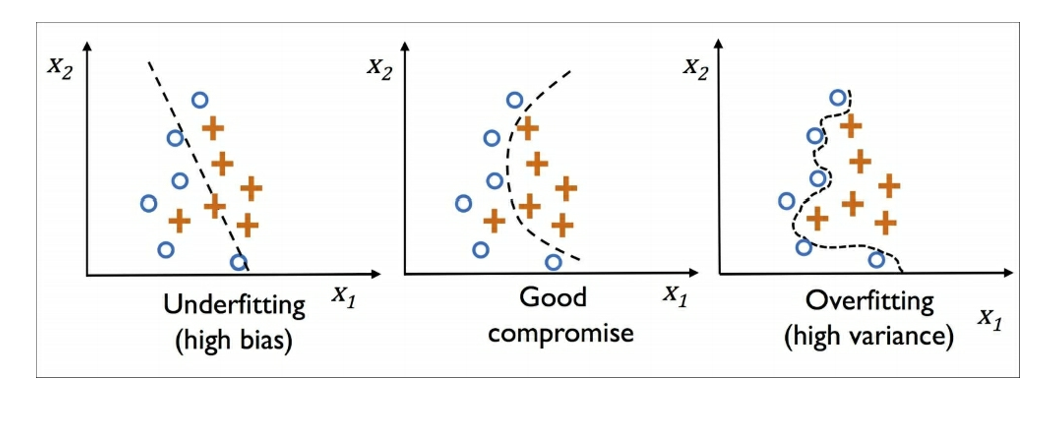 x₂
x₂
x₂
Underfitting
(high bias)
x₁
Good
compromise
x₁
Overfitting
(high variance)
x₁